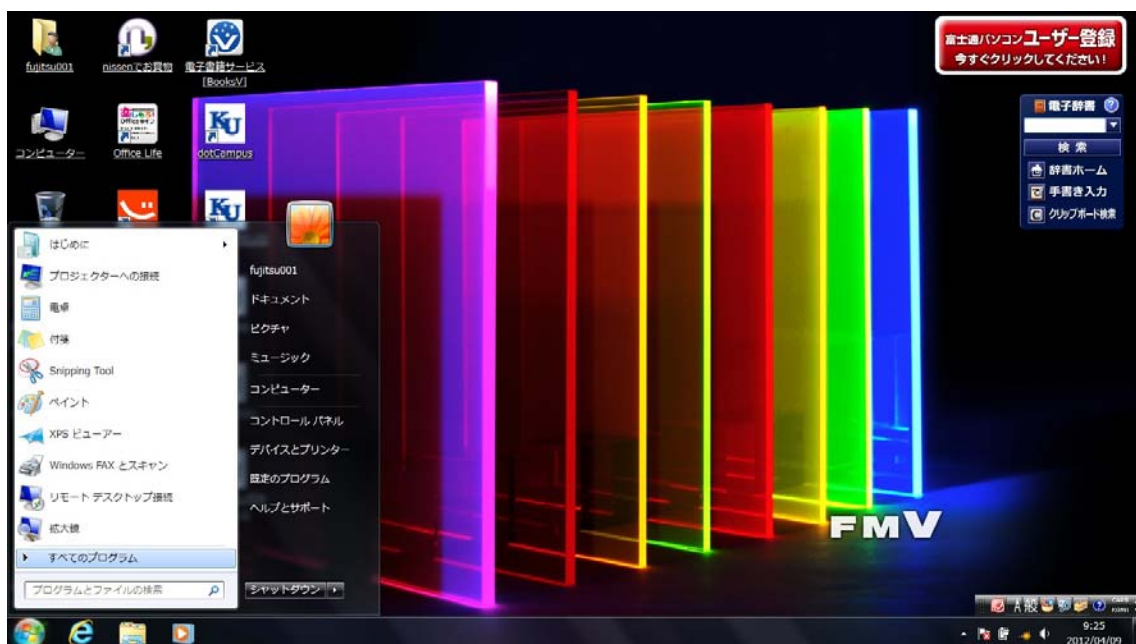 fujitsu001
nissenでお買物
電子書籍サービス
[BooksV]
コンピューター
Office Life
KU
dotCampus
KU
富士通パソコンユーザー登録
今すぐクリックしてください!
電子辞書
?
検索
辞書ホーム
手書き入力
クリップボード検索
はじめに
プロジェクターへの接続
電卓
付箋
Snipping Tool
ペイント
XPS ビューアー
Windows FAX とスキャン
リモート デスクトップ接続
拡大鏡
すべてのプログラム
プログラムとファイルの検索
fujitsu001
ドキュメント
ピクチャ
ミュージック
コンピューター
コントロール パネル
デバイスとプリンター
既定のプログラム
ヘルプとサポート
シャットダウン
FMV
A 般
CAPS
KANA
9:25
2012/04/09